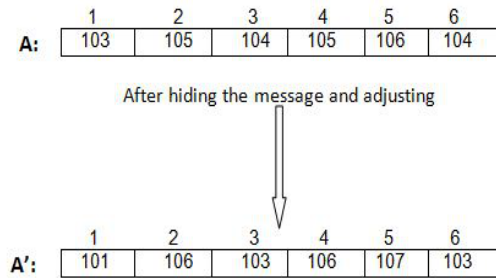 1 2 3 4 5 6
A: 103 105 104 105 106 104
After hiding the message and adjusting
1 2 3 4 5 6
A': 101 106 103 106 107 103